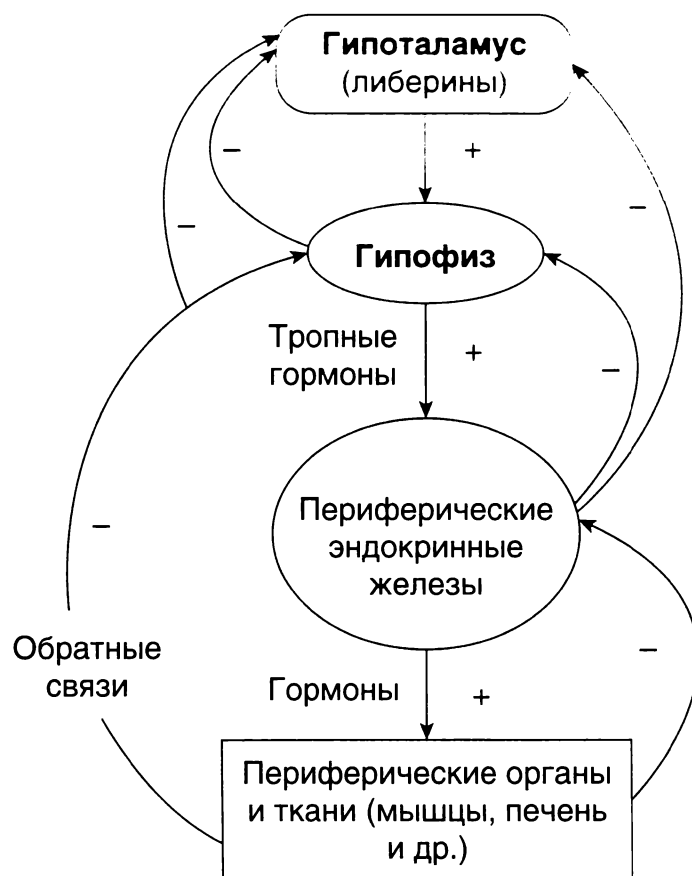 Гипоталамус
(либерины)
–
+
–
–
Гипофиз
Тропные
гормоны
+
–
–
Периферические
эндокринные
железы
Обратные
связи
–
Гормоны
+
Периферические органы
и ткани (мышцы, печень
и др.)